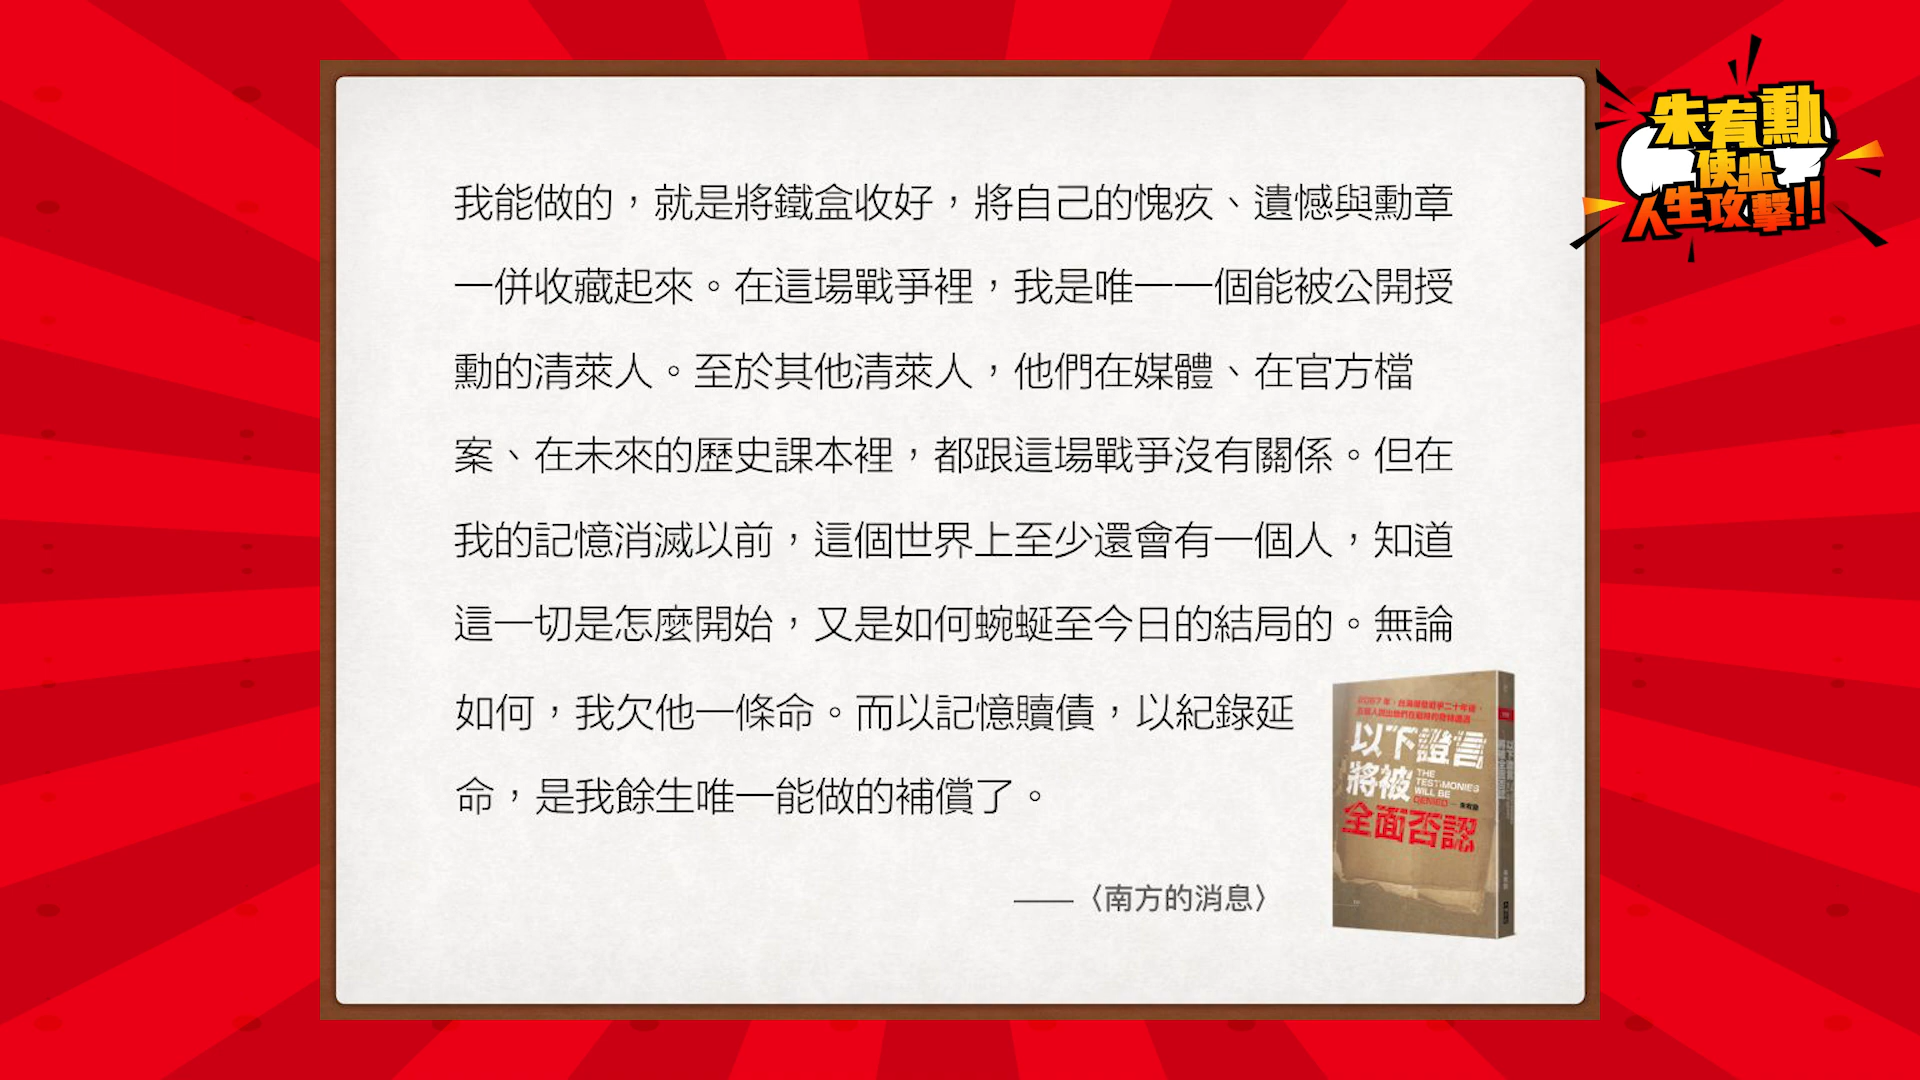 朱宥勳
使出
人生攻擊!!
我能做的，就是將鐵盒收好，將自己的愧疚、遺憾與勳章
一併收藏起來。在這場戰爭裡，我是唯一一個能被公開授
勳的清萊人。至於其他清萊人，他們在媒體、在官方檔
案、在未來的歷史課本裡，都跟這場戰爭沒有關係。但在
我的記憶消滅以前，這個世界上至少還會有一個人，知道
這一切是怎麼開始，又是如何蜿蜒至今日的結局的。無論
如何，我欠他一條命。而以記憶贖債，以紀錄延
命，是我餘生唯一能做的補償了。
——〈南方的消息〉
以下證言
將被
THE
TESTIMONIES
WILL BE
DENIED
朱宥勳
全面否認